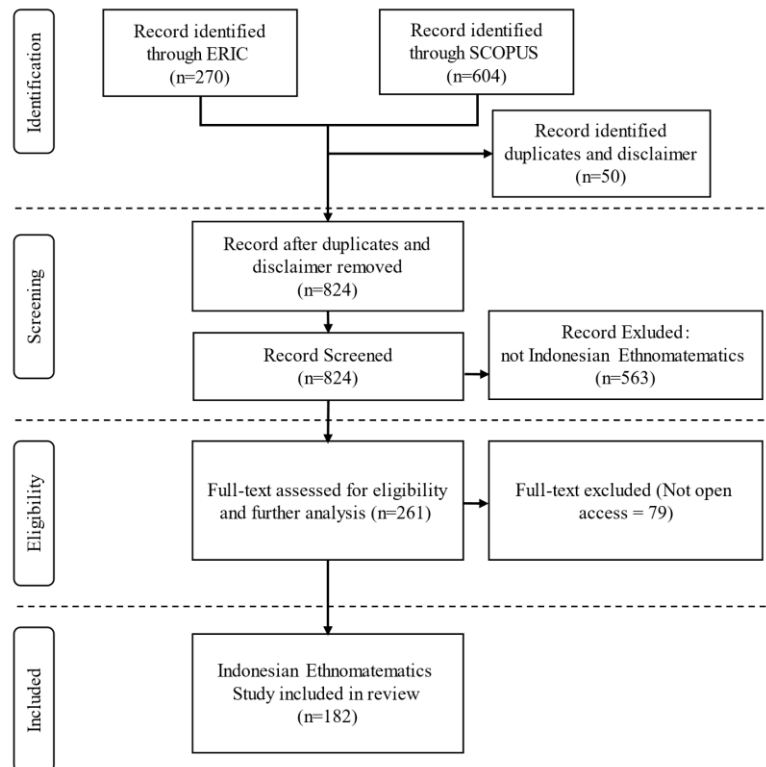 Identification
Record identified
through ERIC
(n=270)
Record identified
through SCOPUS
(n=604)
Record identified
duplicates and disclaimer
(n=50)
Screening
Record after duplicates and
disclaimer removed
(n=824)
Record Screened
(n=824)
Record Exluded:
not Indonesian Ethnomatematics
(n=563)
Eligibility
Full-text assessed for eligibility
and further analysis (n=261)
Full-text excluded (Not open
access = 79)
Included
Indonesian Ethnomatematics
Study included in review
(n=182)